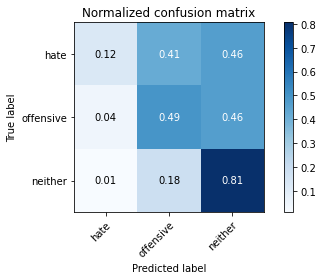 Normalized confusion matrix
hate 0.12 0.41 0.46
offensive 0.04 0.49 0.46
neither 0.01 0.18 0.81
True label
hate offensive neither
Predicted label
0.8
0.7
0.6
0.5
0.4
0.3
0.2
0.1